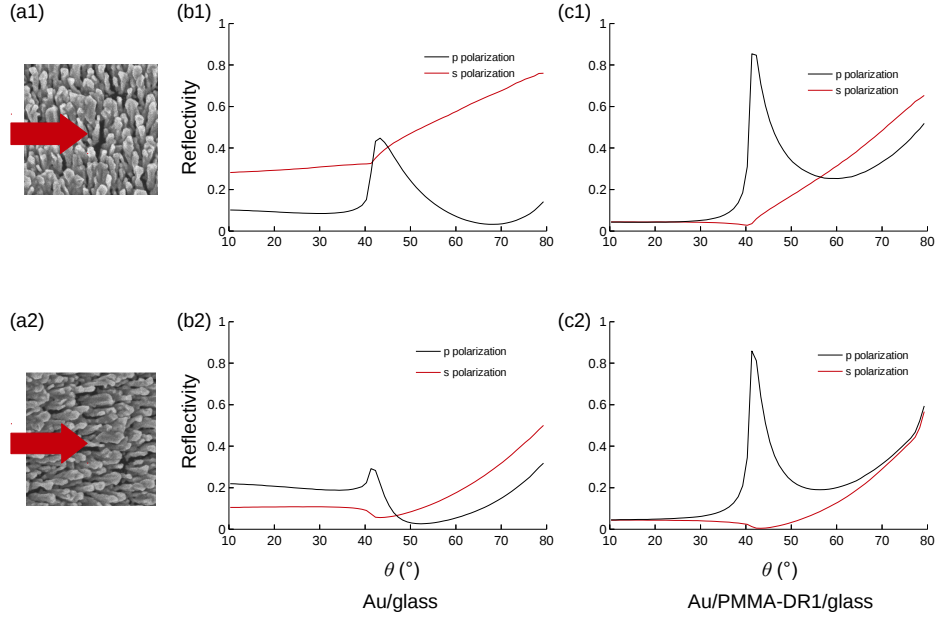 (a1)
(b1)
(c1)
1
0.8
0.6
0.4
0.2
0
Reflectivity
p polarization
s polarization
10 20 30 40 50 60 70 80
1
0.8
0.6
0.4
0.2
0
p polarization
s polarization
10 20 30 40 50 60 70 80
(a2)
(b2)
(c2)
1
0.8
0.6
0.4
0.2
0
Reflectivity
p polarization
s polarization
10 20 30 40 50 60 70 80
θ (°)
Au/glass
1
0.8
0.6
0.4
0.2
0
p polarization
s polarization
10 20 30 40 50 60 70 80
θ (°)
Au/PMMA-DR1/glass